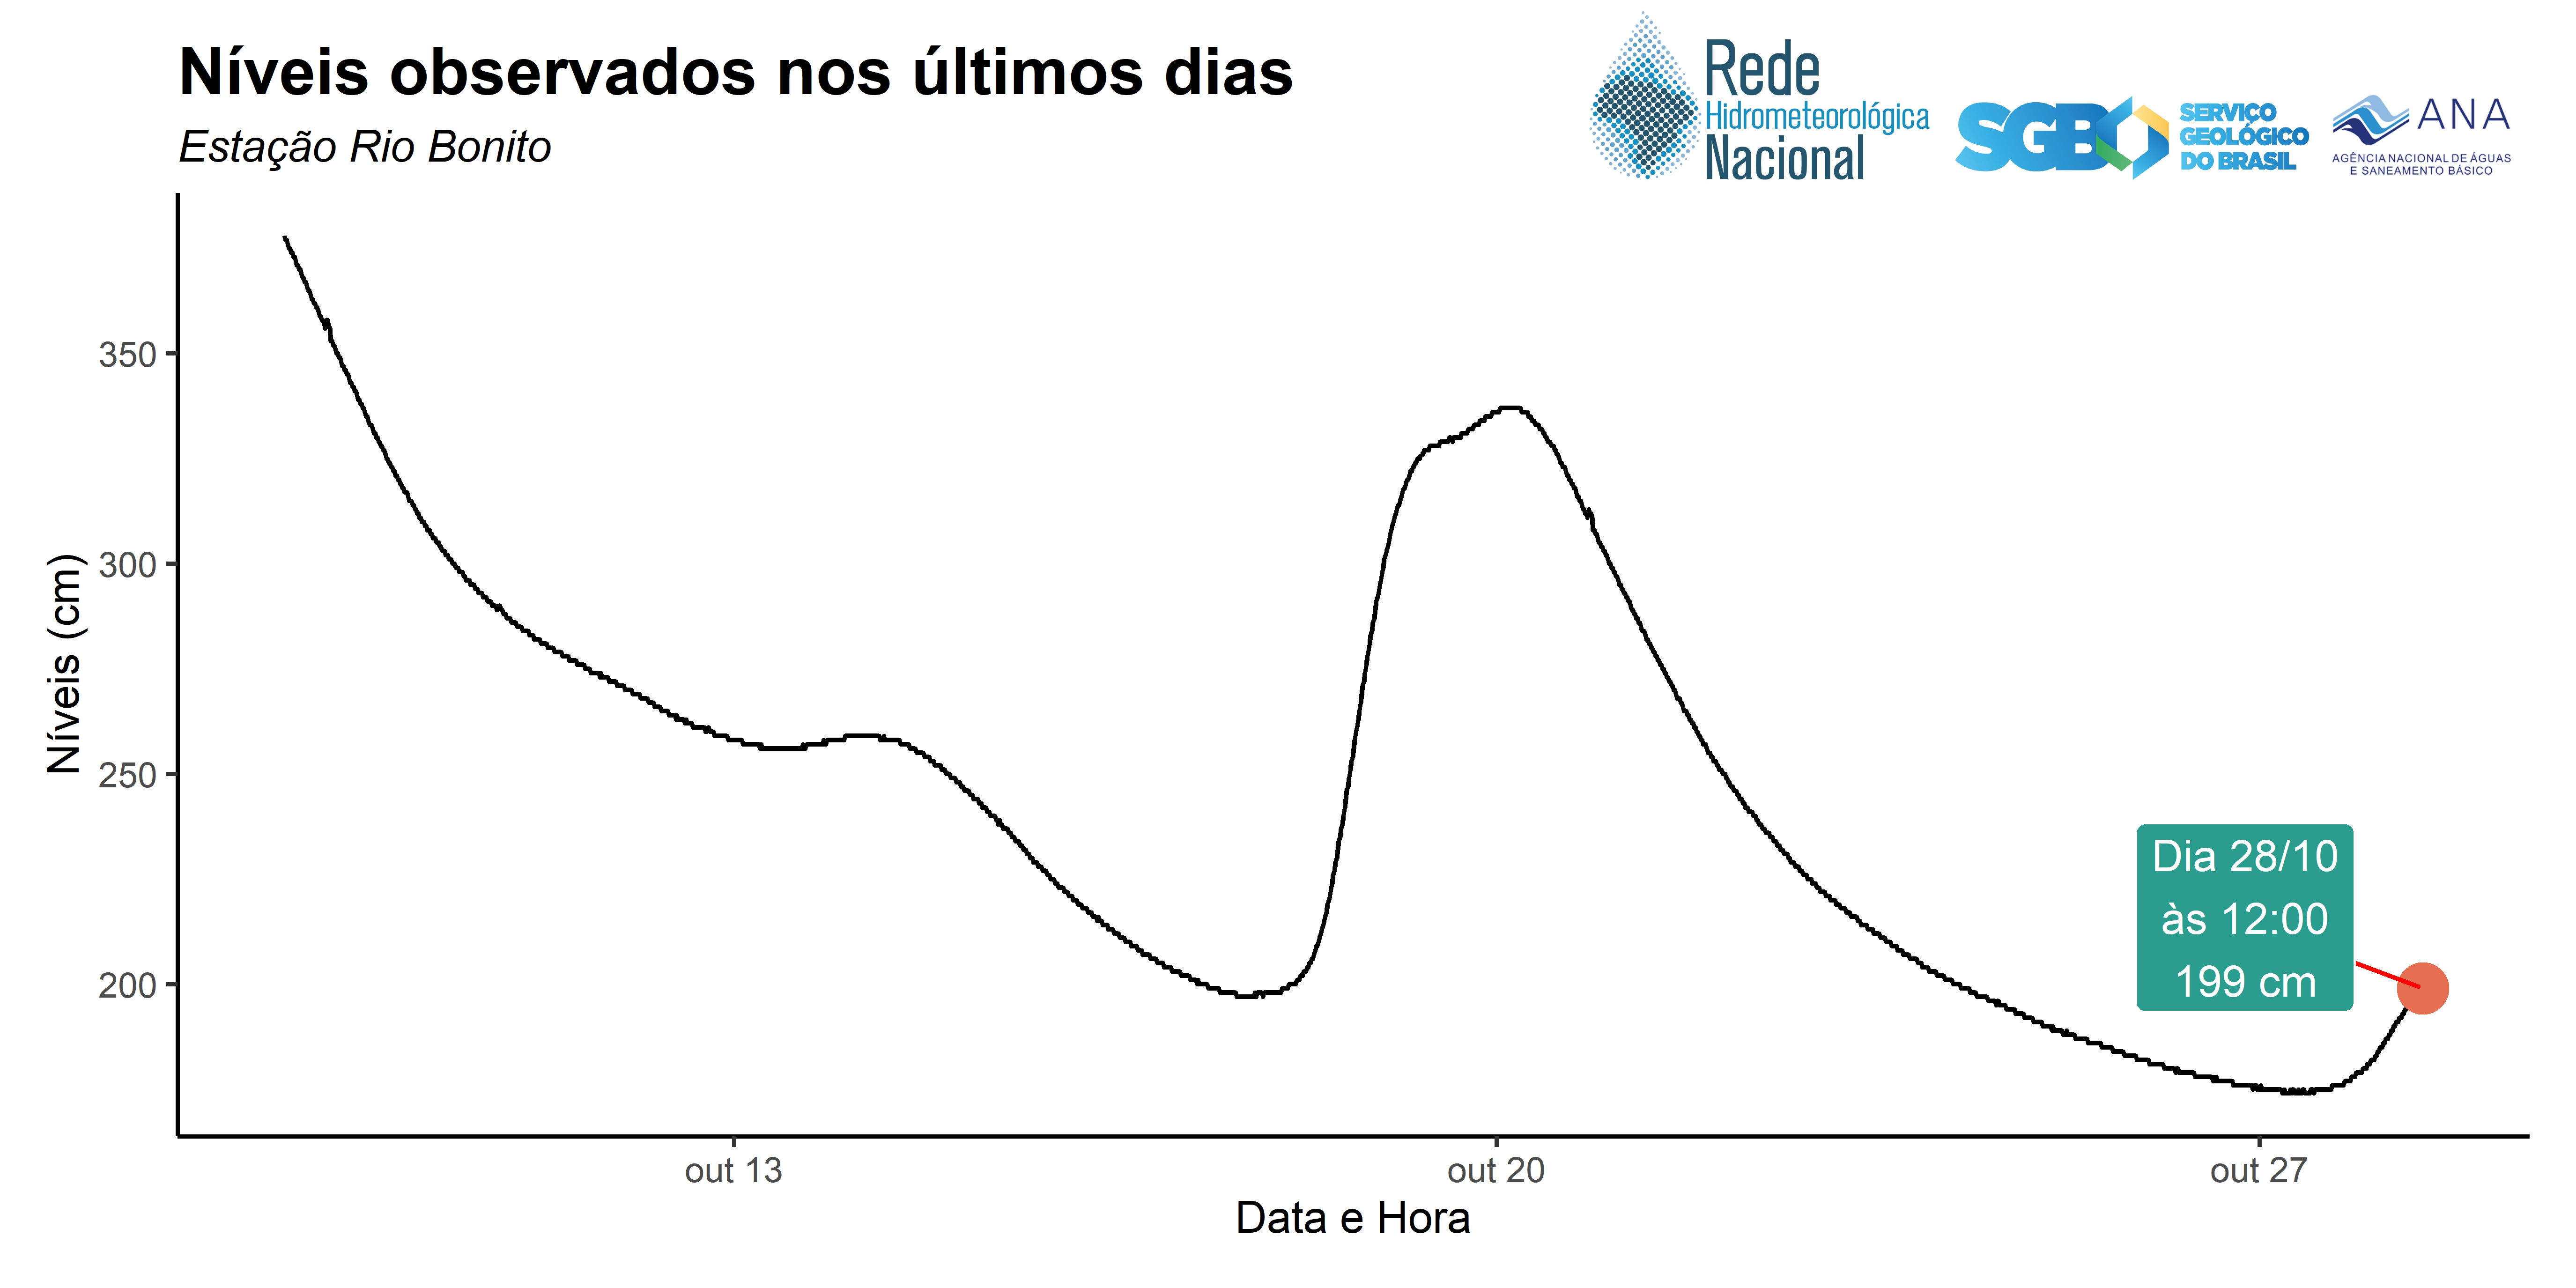 Níveis observados nos últimos dias
Estação Rio Bonito
Rede
Hidrometeorológica
Nacional
SGB
SERVIÇO
GEOLÓGICO
DO BRASIL
ANA
AGÊNCIA NACIONAL DE ÁGUAS
E SANEAMENTO BÁSICO
Níveis (cm)
350
300
250
200
Dia 28/10
às 12:00
199 cm
out 13
out 20
out 27
Data e Hora